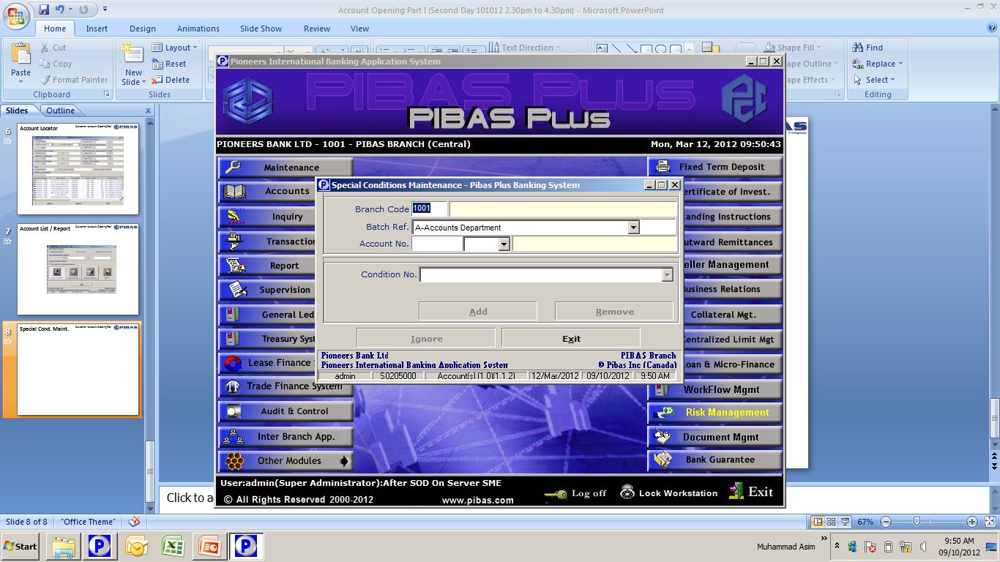 Account Opening Part I (Second Day 101012 2.30pm to 4.30pm) - Microsoft PowerPoint
Home Insert Design Animations Slide Show Review View
Paste
Cut
Copy
Format Painter
Clipboard
New Slide
Layout
Reset
Delete
Slides
Text Direction
Shape Fill
Find
Replace
Select
Editing
Slides Outline
6
Account Locator
PIBAS
7
Account List / Report
PIBAS
8
Special Cond. Maint.
PIBAS
Pioneers International Banking Application System
PIBAS PLUS
PIBAS PLUS
PIONEERS BANK LTD - 1001 - PIBAS BRANCH (Central)
Mon, Mar 12, 2012 09:50:43
Maintenance
Accounts
Inquiry
Report
Supervision
Lease Finance
Trade Finance System
Audit & Control
Inter Branch App.
Other Modules
Special Conditions Maintenance - Pibas Plus Banking System
Branch Code 1001
Batch Ref. A-Accounts Department
Account No.
Condition No.
Add Remove
Ignore Exit
Pioneers Bank Ltd PIBAS Branch
Pioneers International Banking Application System © Pibas Inc (Canada)
admin S0205000 Account(s) (1.0)(1.1.2) 12/Mar/2012 09/10/2012 9:50 AM
Fixed Term Deposit
ertificate of Invest.
anding Instructions
utward Remittances
eller Management
usiness Relations
Collateral Mgt.
entralized Limit Mgt
oan & Micro-Finance
WorkFlow Mgmt
Risk Management
Document Mgmt
Bank Guarantee
User:admin(Super Administrator):After SOD On Server SME
© All Rights Reserved 2000-2012
www.pibas.com
Log off
Lock Workstation
Exit
Click to a
Slide 8 of 8 "Office Theme" 67%
Start
Muhammad Asim
9:50 AM
09/10/2012